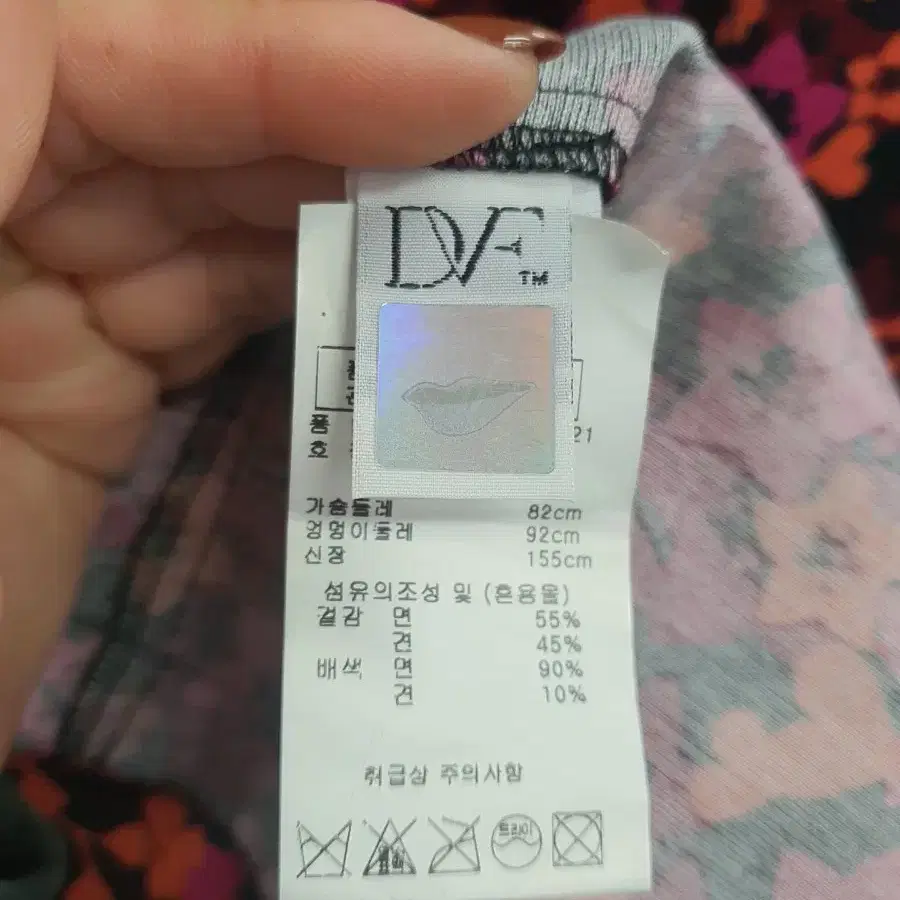 DVF™
품
호 21
가슴둘레 82cm
엉덩이둘레 92cm
신장 155cm
섬유의조성 및 (혼용율)
겉감 면 55%
견 45%
배색 면 90%
견 10%
취급상 주의사항
드라이